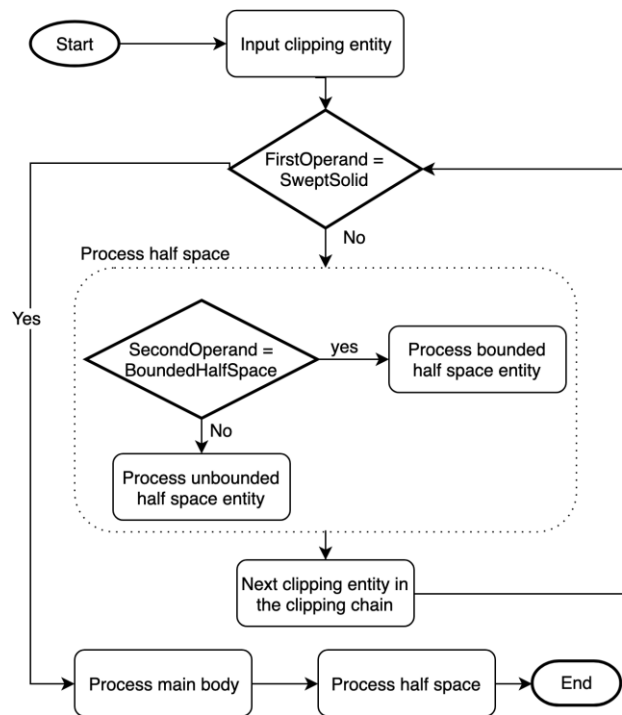 Start
Input clipping entity
FirstOperand =
SweptSolid
No
Process half space
Yes
SecondOperand =
BoundedHalfSpace
yes
Process bounded
half space entity
No
Process unbounded
half space entity
Next clipping entity in
the clipping chain
Process main body
Process half space
End